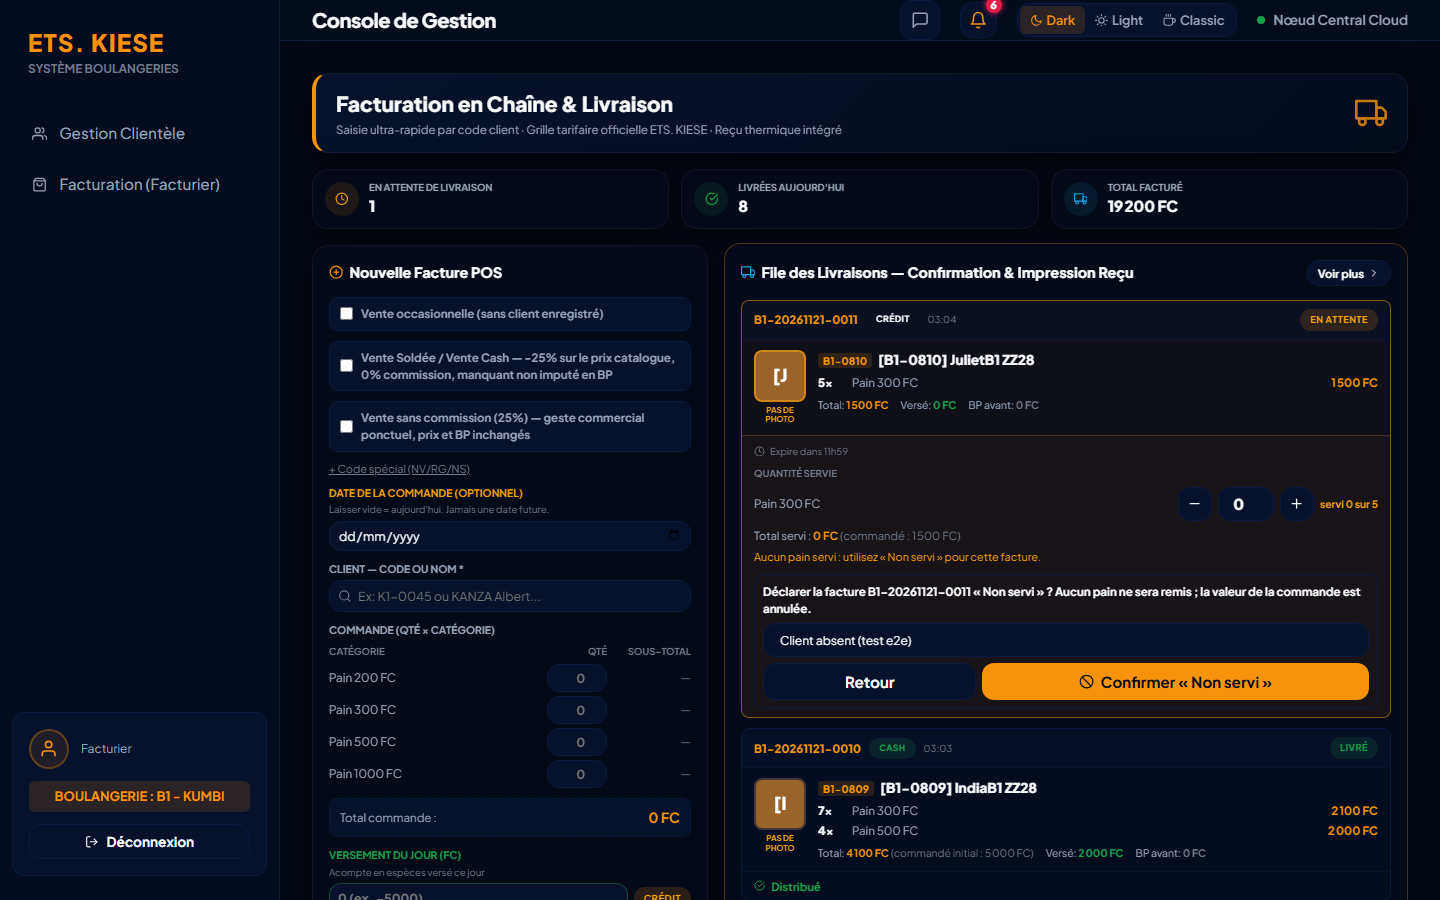 ETS. KIESE
SYSTÈME BOULANGERIES
Gestion Clientèle
Facturation (Facturier)
Facturier
BOULANGERIE : B1 - KUMBI
Déconnexion
Console de Gestion
6
Dark
Light
Classic
Nœud Central Cloud
Facturation en Chaîne & Livraison
Saisie ultra-rapide par code client · Grille tarifaire officielle ETS. KIESE · Reçu thermique intégré
EN ATTENTE DE LIVRAISON
1
LIVRÉES AUJOURD'HUI
8
TOTAL FACTURÉ
19 200 FC
Nouvelle Facture POS
Vente occasionnelle (sans client enregistré)
Vente Soldée / Vente Cash — -25% sur le prix catalogue,
0% commission, manquant non imputé en BP
Vente sans commission (25%) — geste commercial
ponctuel, prix et BP inchangés
+ Code spécial (NV/RG/NS)
DATE DE LA COMMANDE (OPTIONNEL)
Laisser vide = aujourd'hui. Jamais une date future.
dd/mm/yyyy
CLIENT — CODE OU NOM *
Ex: K1-0045 ou KANZA Albert...
COMMANDE (QTÉ × CATÉGORIE)
CATÉGORIE QTÉ SOUS-TOTAL
Pain 200 FC 0 —
Pain 300 FC 0 —
Pain 500 FC 0 —
Pain 1000 FC 0 —
Total commande : 0 FC
VERSEMENT DU JOUR (FC)
Acompte en espèces versé ce jour
0 (ex. -5000) CRÉDIT
File des Livraisons — Confirmation & Impression Reçu
Voir plus
B1-20261121-0011 CRÉDIT 03:04 EN ATTENTE
[J
PAS DE
PHOTO
B1-0810 [B1-0810] JulietB1 ZZ28
5× Pain 300 FC 1 500 FC
Total: 1 500 FC Versé: 0 FC BP avant: 0 FC
Expire dans 11h59
QUANTITÉ SERVIE
Pain 300 FC − 0 + servi 0 sur 5
Total servi : 0 FC (commandé : 1 500 FC)
Aucun pain servi : utilisez « Non servi » pour cette facture.
Déclarer la facture B1-20261121-0011 « Non servi » ? Aucun pain ne sera remis ; la valeur de la commande est
annulée.
Client absent (test e2e)
Retour
Confirmer « Non servi »
B1-20261121-0010 CASH 03:03 LIVRÉ
[I
PAS DE
PHOTO
B1-0809 [B1-0809] IndiaB1 ZZ28
7× Pain 300 FC 2 100 FC
4× Pain 500 FC 2 000 FC
Total: 4 100 FC (commandé initial : 5 000 FC) Versé: 2 000 FC BP avant: 0 FC
Distribué